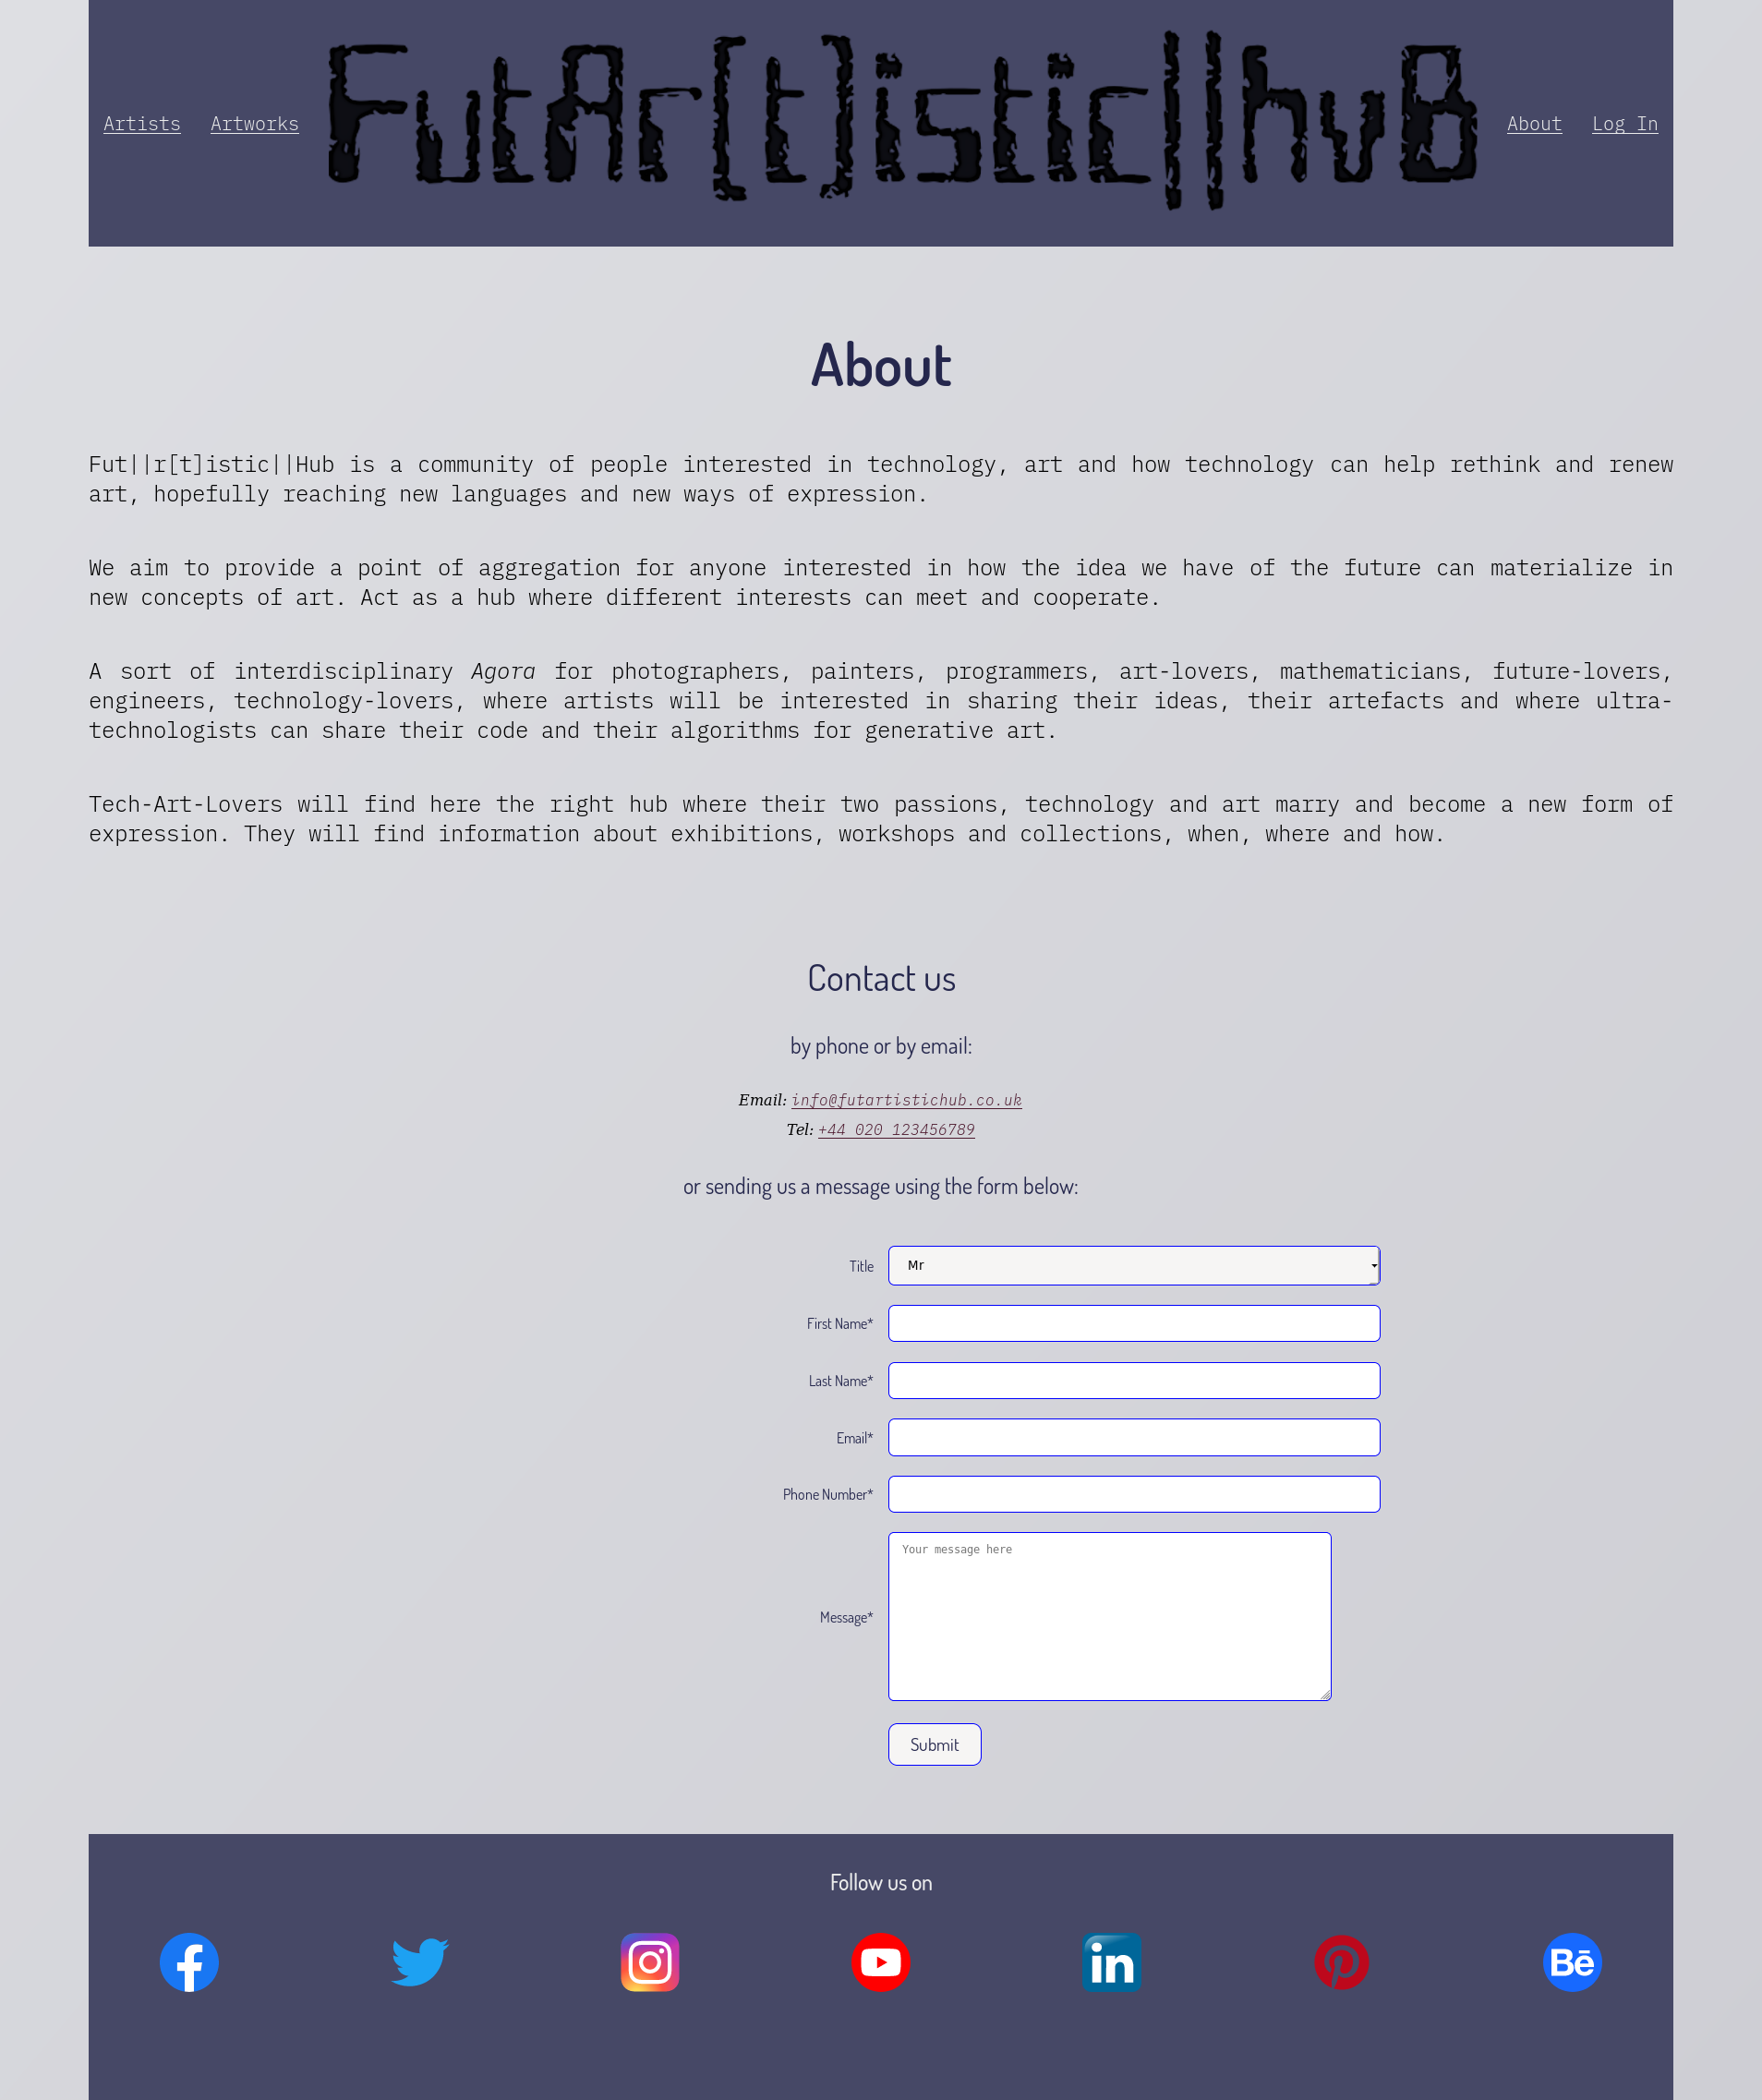 Artists Artworks FutAr[t]istic||huB About Log In
About
Fut||r[t]istic||Hub is a community of people interested in technology, art and how technology can help rethink and renew
art, hopefully reaching new languages and new ways of expression.
We aim to provide a point of aggregation for anyone interested in how the idea we have of the future can materialize in
new concepts of art. Act as a hub where different interests can meet and cooperate.
A sort of interdisciplinary Agora for photographers, painters, programmers, art-lovers, mathematicians, future-lovers,
engineers, technology-lovers, where artists will be interested in sharing their ideas, their artefacts and where ultra-
technologists can share their code and their algorithms for generative art.
Tech-Art-Lovers will find here the right hub where their two passions, technology and art marry and become a new form of
expression. They will find information about exhibitions, workshops and collections, when, where and how.
Contact us
by phone or by email:
Email: info@futartistichub.co.uk
Tel: +44 020 123456789
or sending us a message using the form below:
Title Mr
First Name*
Last Name*
Email*
Phone Number*
Your message here
Message*
Submit
Follow us on
in Bē